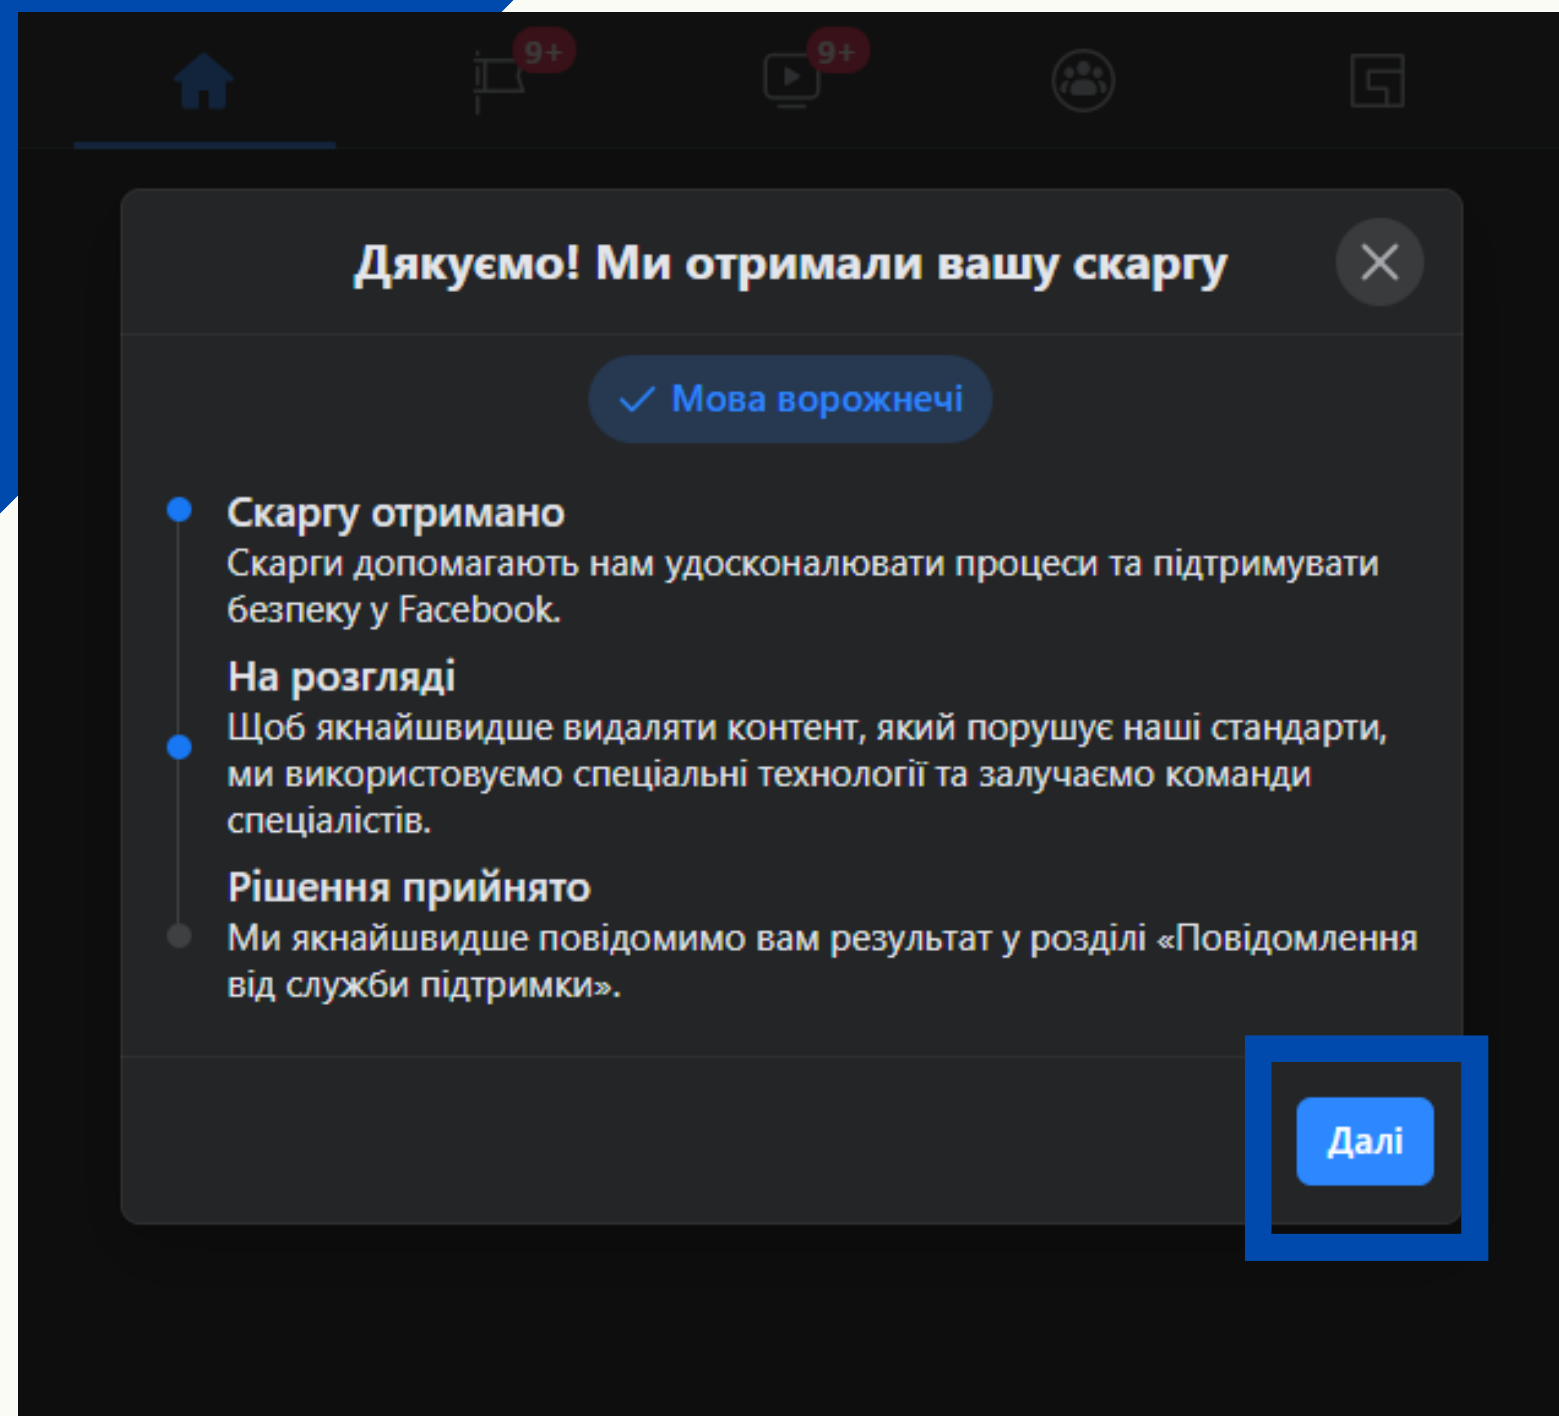 9+
9+
Дякуємо! Ми отримали вашу скаргу
Мова ворожнечі
Скаргу отримано
Скарги допомагають нам удосконалювати процеси та підтримувати
безпеку у Facebook.
На розгляді
Щоб якнайшвидше видаляти контент, який порушує наші стандарти,
ми використовуємо спеціальні технології та залучаємо команди
спеціалістів.
Рішення прийнято
Ми якнайшвидше повідомимо вам результат у розділі «Повідомлення
від служби підтримки».
Далі